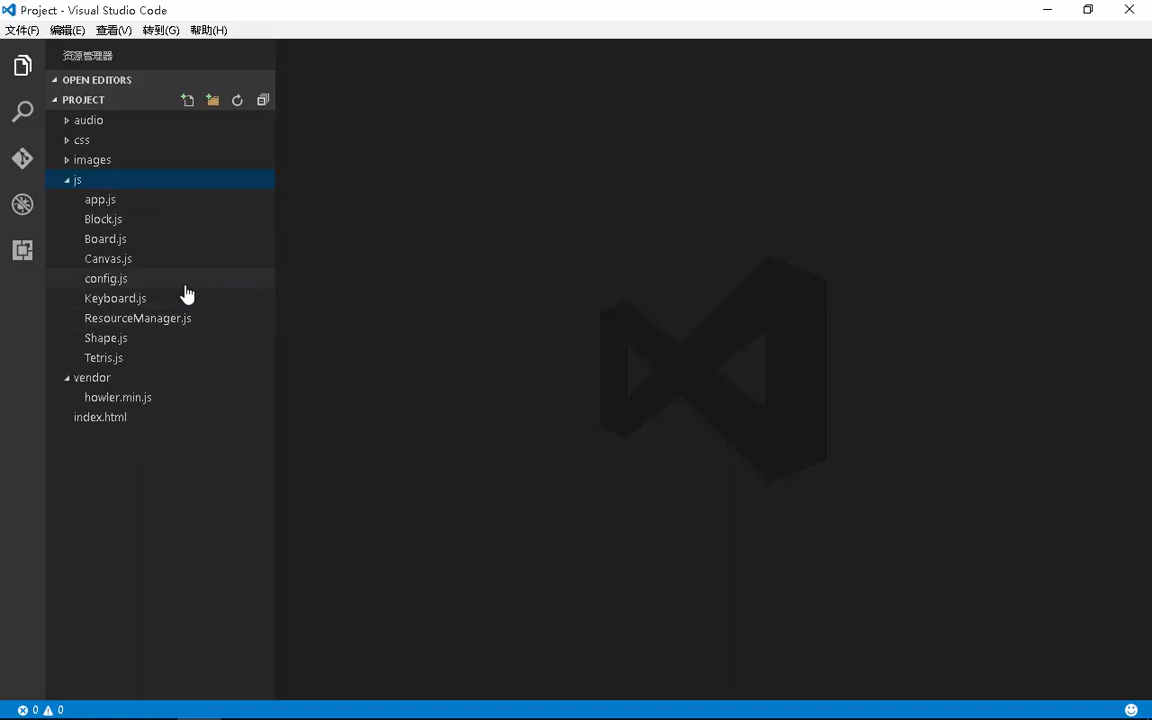 Project - Visual Studio Code
文件(F) 编辑(E) 查看(V) 转到(G) 帮助(H)
资源管理器
OPEN EDITORS
PROJECT
audio
css
images
js
app.js
Block.js
Board.js
Canvas.js
config.js
Keyboard.js
ResourceManager.js
Shape.js
Tetris.js
vendor
howler.min.js
index.html
0 0